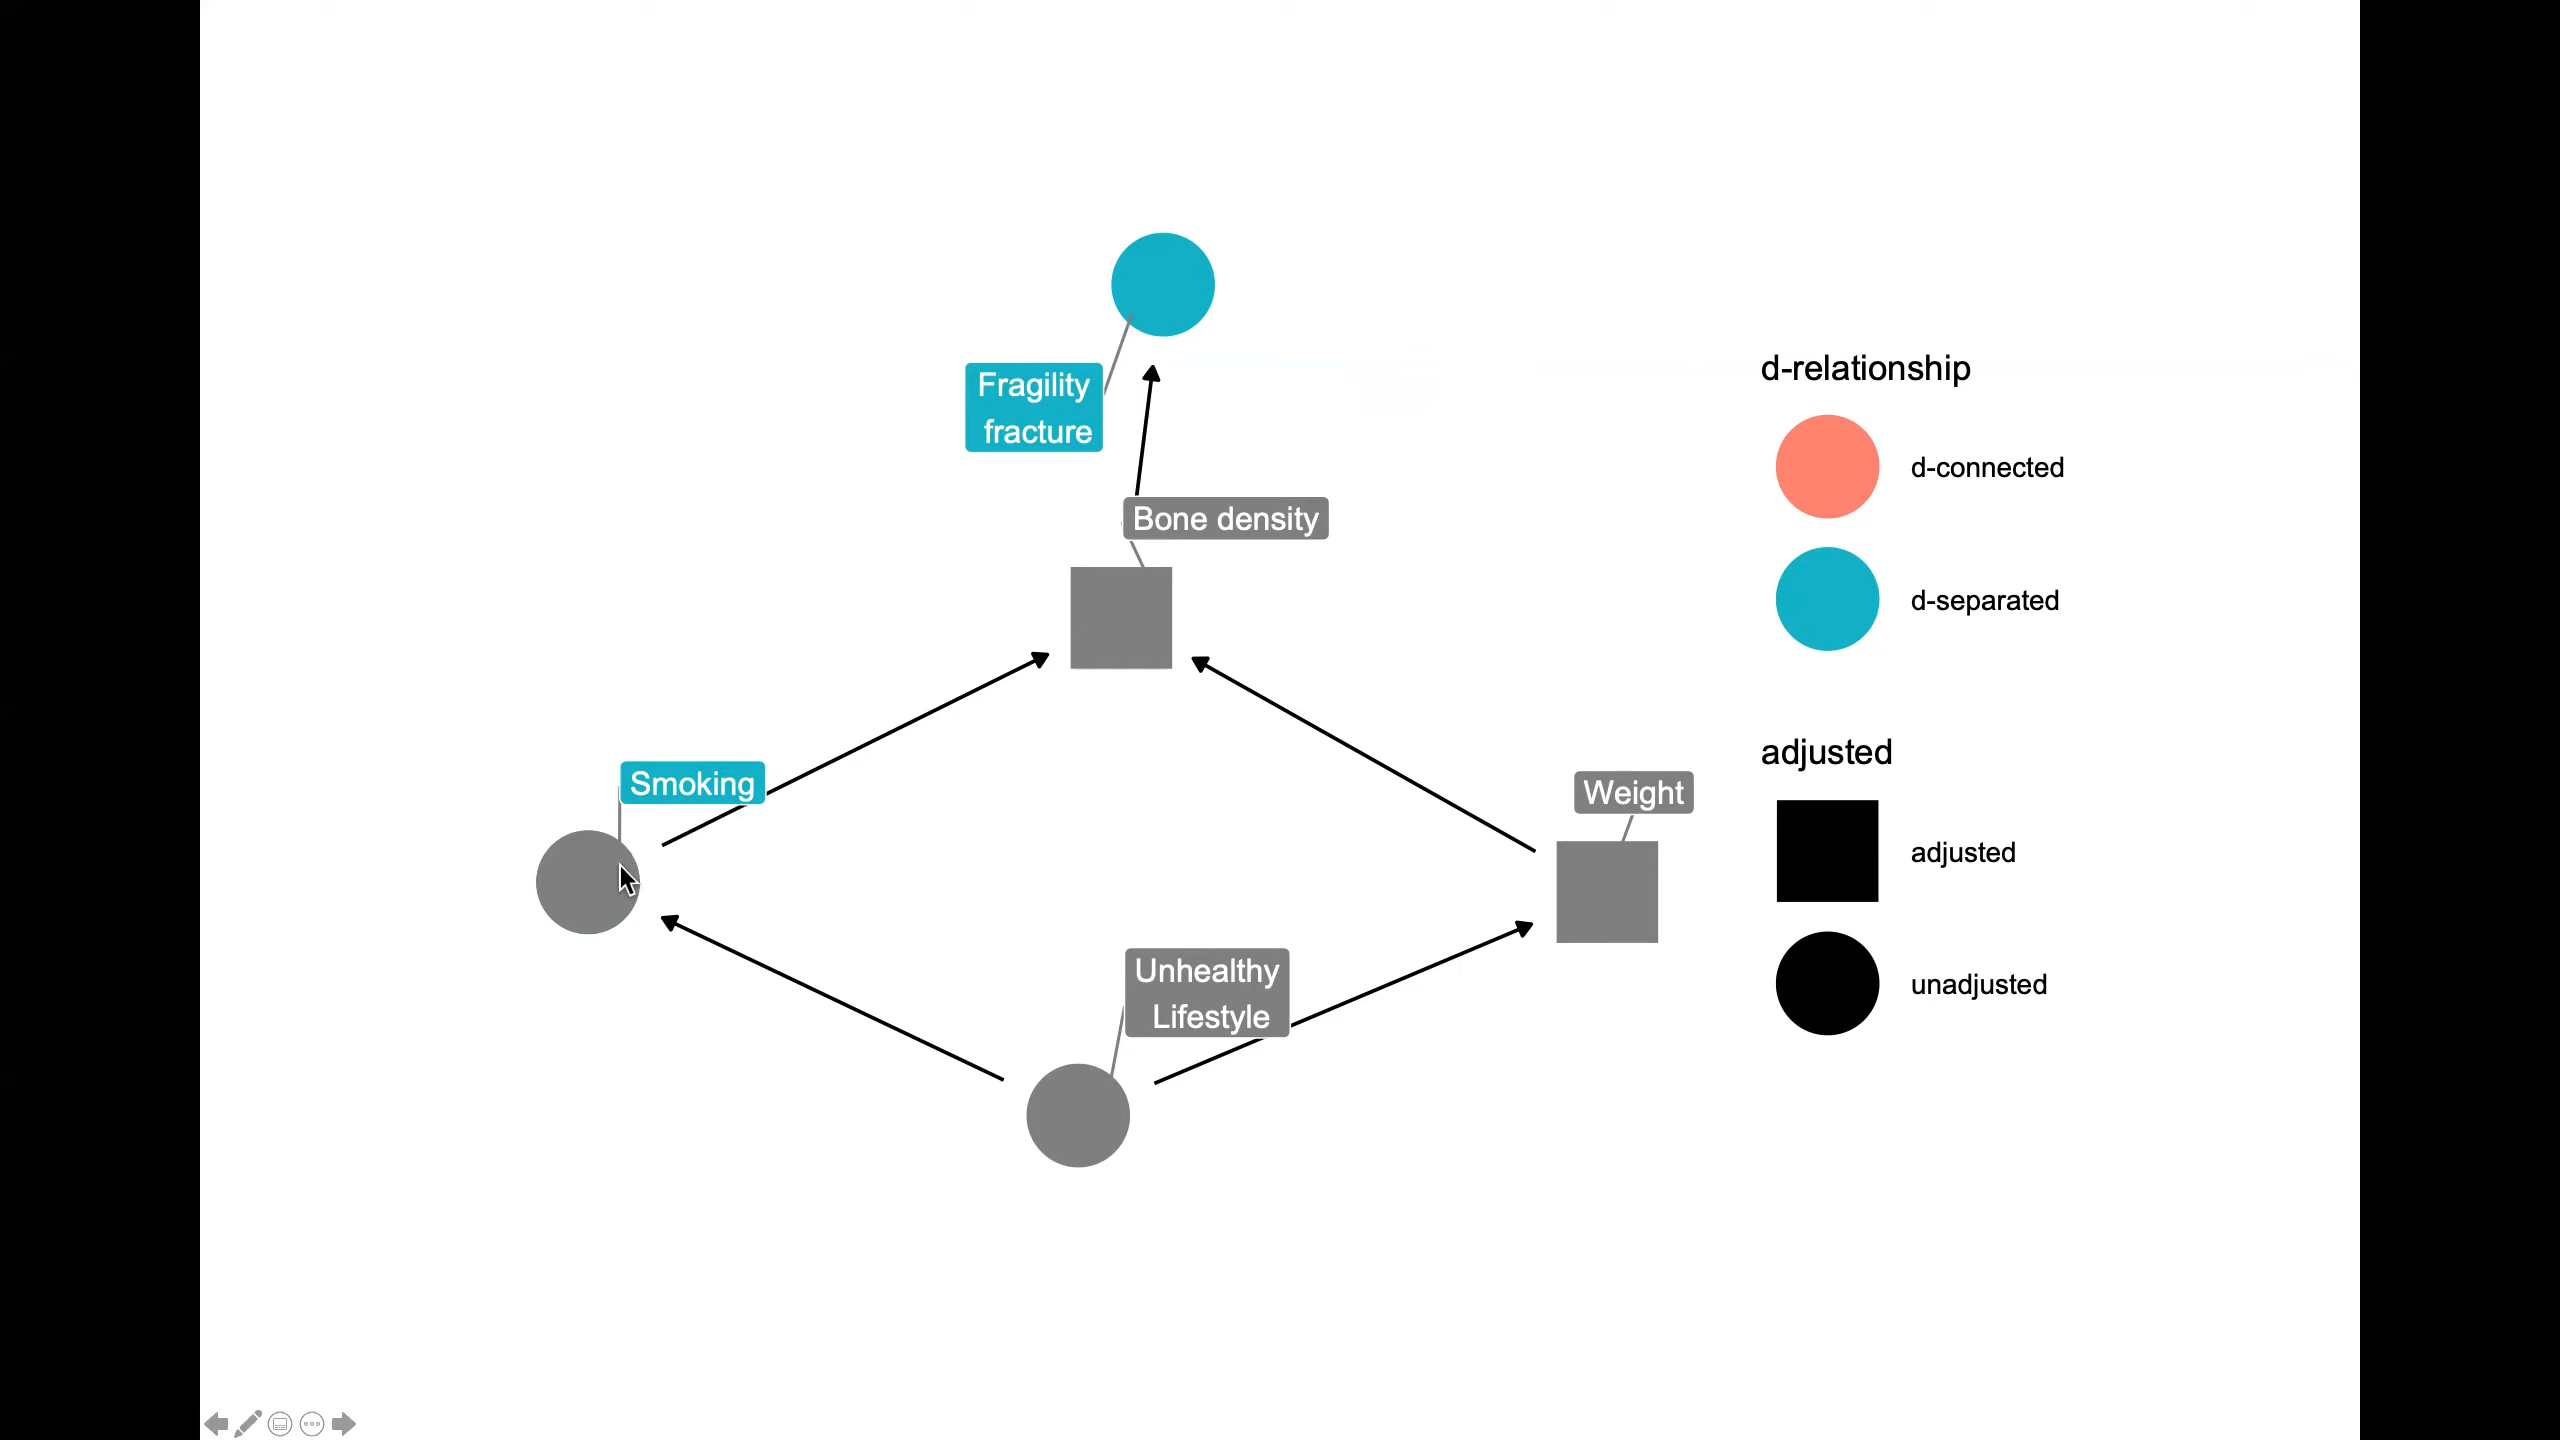 Fragility
fracture
Bone density
Smoking
Weight
Unhealthy
Lifestyle
d-relationship
d-connected
d-separated
adjusted
adjusted
unadjusted